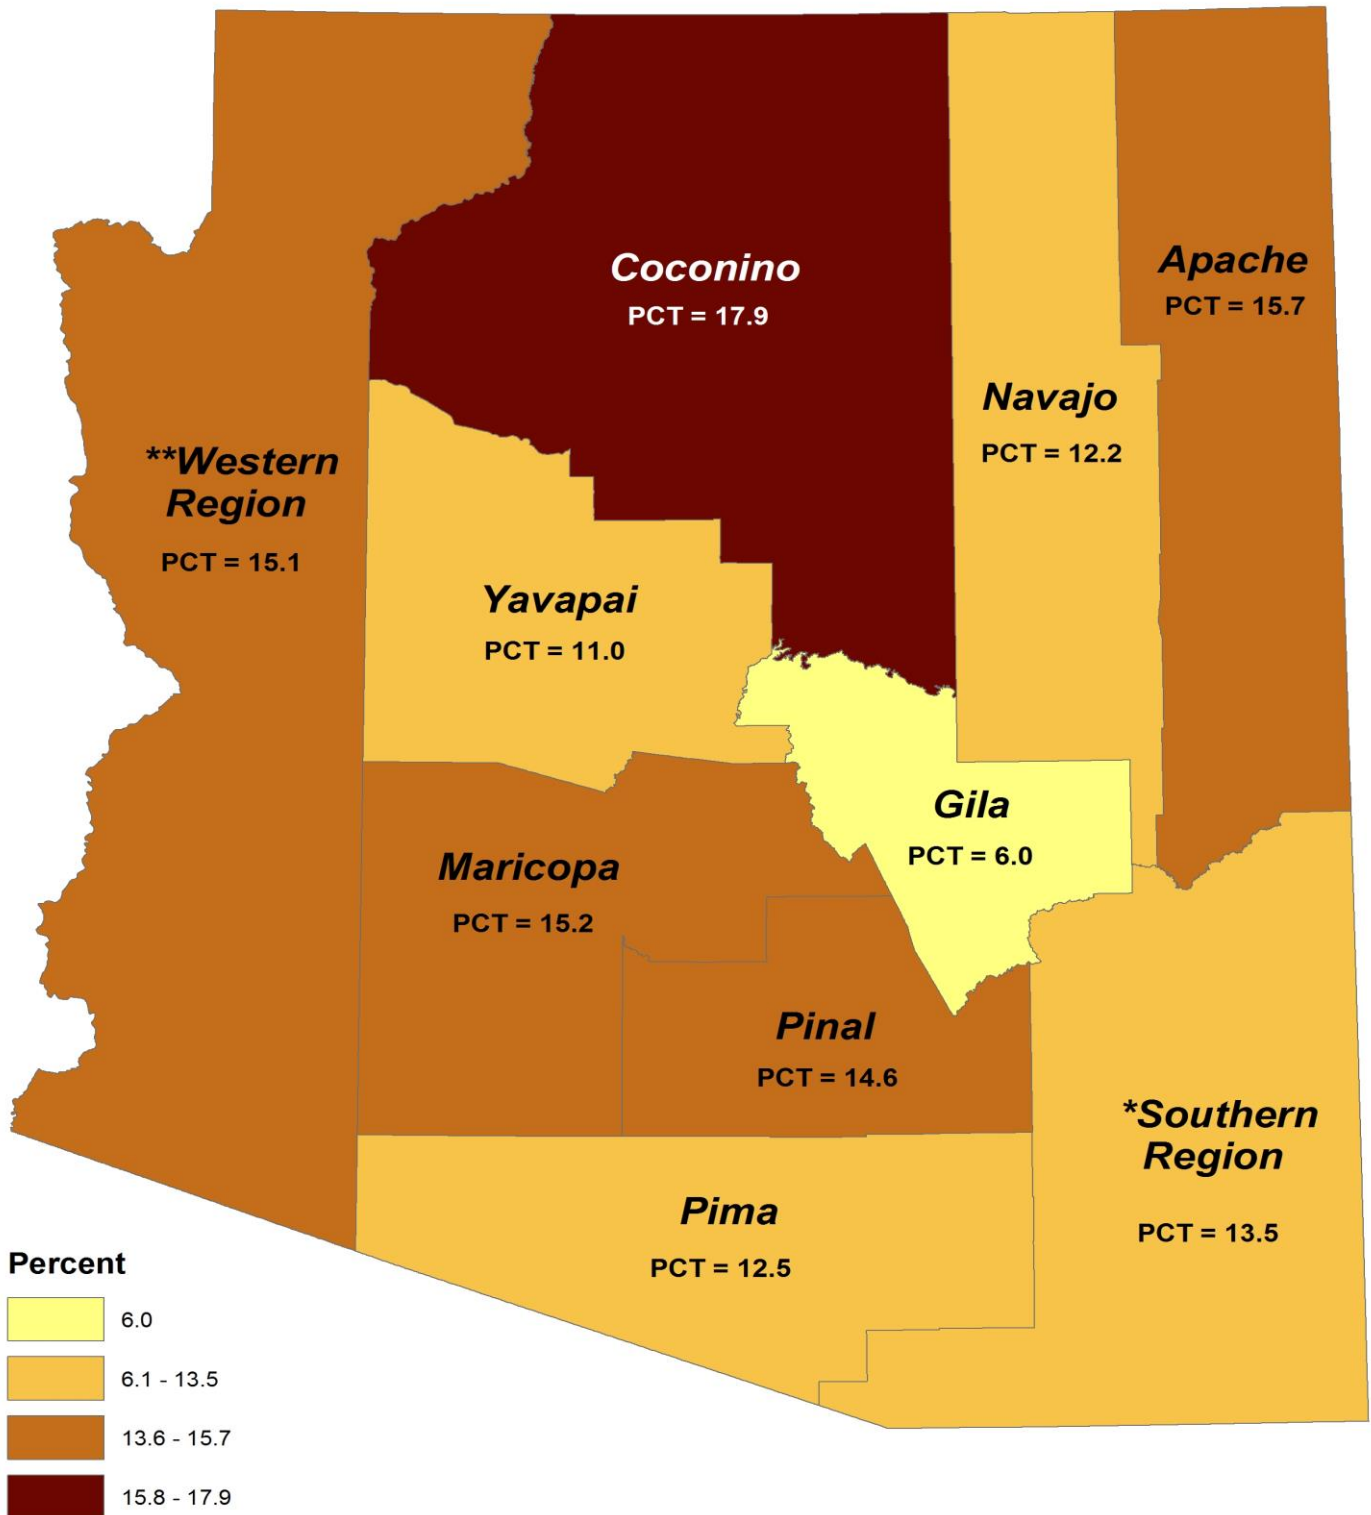 Coconino
PCT = 17.9
Apache
PCT = 15.7
Navajo
PCT = 12.2
**Western
Region
PCT = 15.1
Yavapai
PCT = 11.0
Gila
PCT = 6.0
Maricopa
PCT = 15.2
Pinal
PCT = 14.6
*Southern
Region
PCT = 13.5
Pima
PCT = 12.5
Percent
6.0
6.1 - 13.5
13.6 - 15.7
15.8 - 17.9